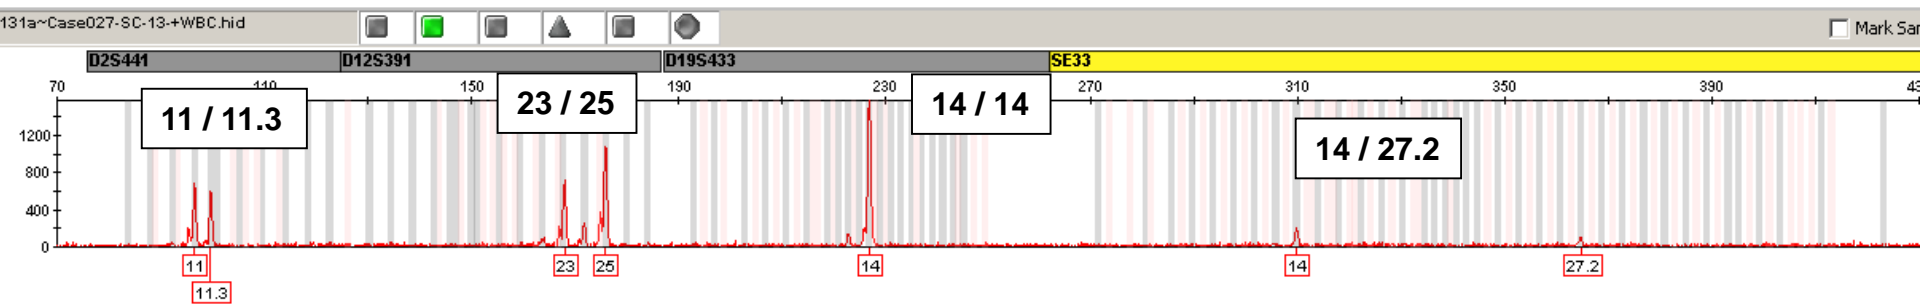 131a~Case027-SC-13-+WBC.hid Mark Sar
D2S441 D12S391 D19S433 SE33
70 110 150 190 230 270 310 350 390 43
11 / 11.3 23 / 25 14 / 14 14 / 27.2
1200
800
400
0
11 23 25 14 14 27.2
11.3